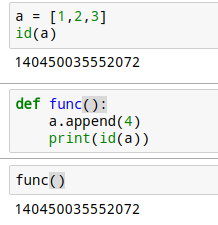 a = [1,2,3]
id(a)
140450035552072
def func():
    a.append(4)
    print(id(a))
func()
140450035552072